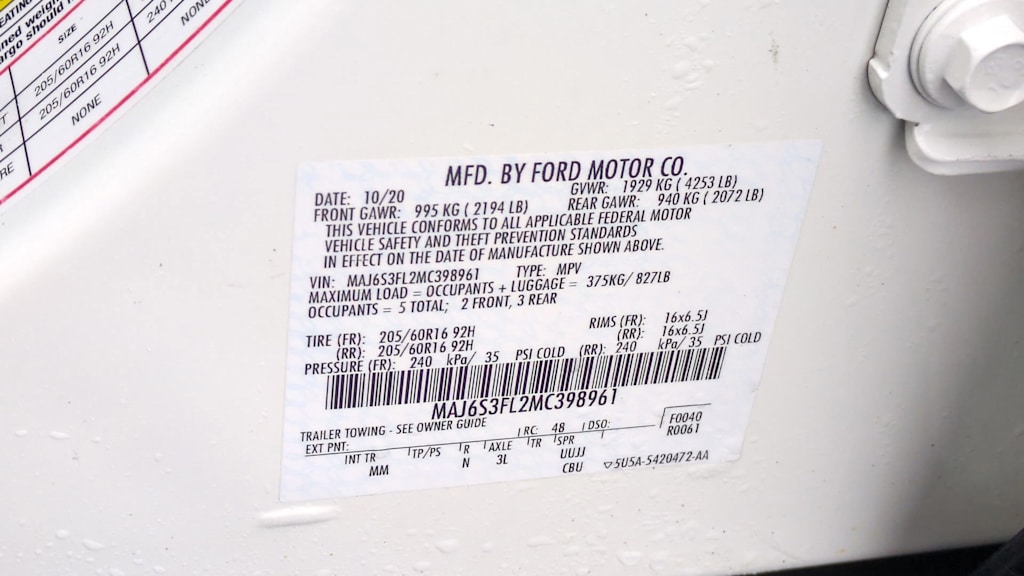 SIZE
205/60R16 92H
205/60R16 92H
NONE
240
NONE
MFD. BY FORD MOTOR CO.
DATE: 10/20 GVWR: 1929 KG ( 4253 LB)
FRONT GAWR: 995 KG ( 2194 LB) REAR GAWR: 940 KG ( 2072 LB)
THIS VEHICLE CONFORMS TO ALL APPLICABLE FEDERAL MOTOR
VEHICLE SAFETY AND THEFT PREVENTION STANDARDS
IN EFFECT ON THE DATE OF MANUFACTURE SHOWN ABOVE.
VIN: MAJ6S3FL2MC398961 TYPE: MPV
MAXIMUM LOAD = OCCUPANTS + LUGGAGE = 375KG/ 827LB
OCCUPANTS = 5 TOTAL; 2 FRONT, 3 REAR
TIRE (FR): 205/60R16 92H RIMS (FR): 16x6.5J
(RR): 205/60R16 92H (RR): 16x6.5J
PRESSURE (FR): 240 kPa/ 35 PSI COLD (RR): 240 kPa/ 35 PSI COLD
MAJ6S3FL2MC398961
TRAILER TOWING - SEE OWNER GUIDE
EXT PNT: RC: 48 DSO: F0040
R0061
INT TR TP/PS R AXLE TR SPR
MM N 3L UUJJ
CBU 5U5A-5420472-AA